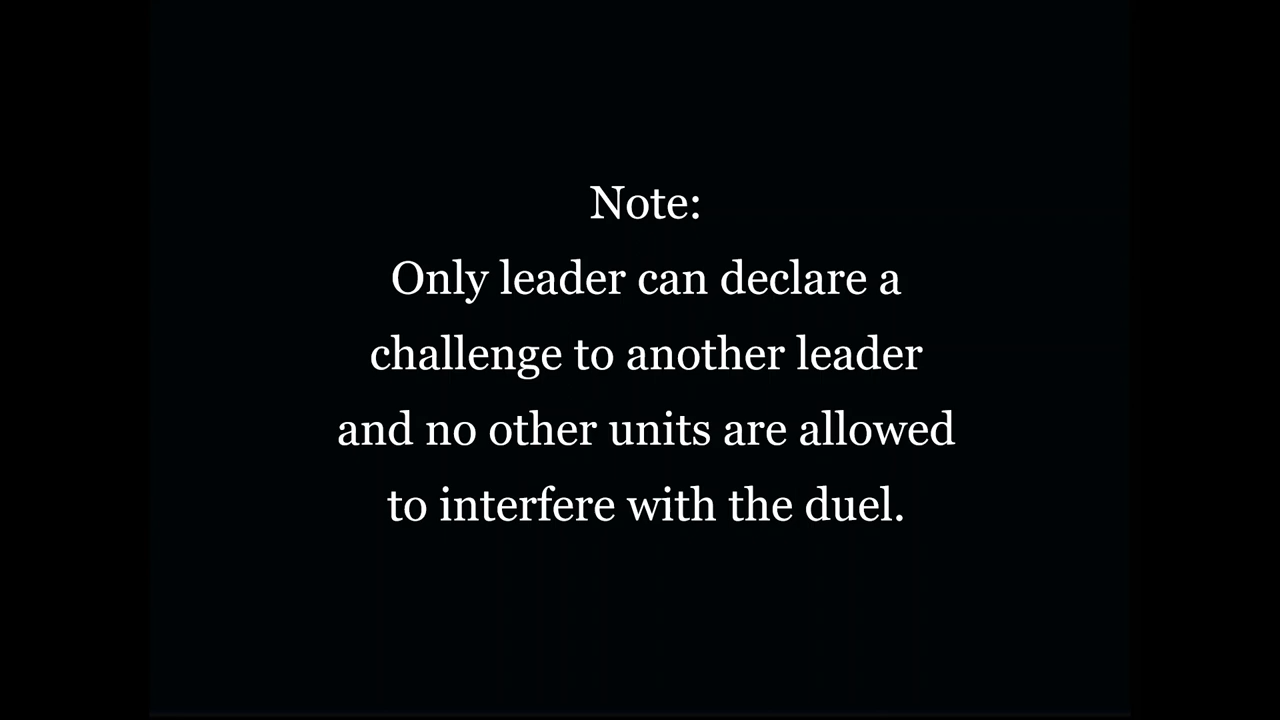 Note:
Only leader can declare a
challenge to another leader
and no other units are allowed
to interfere with the duel.